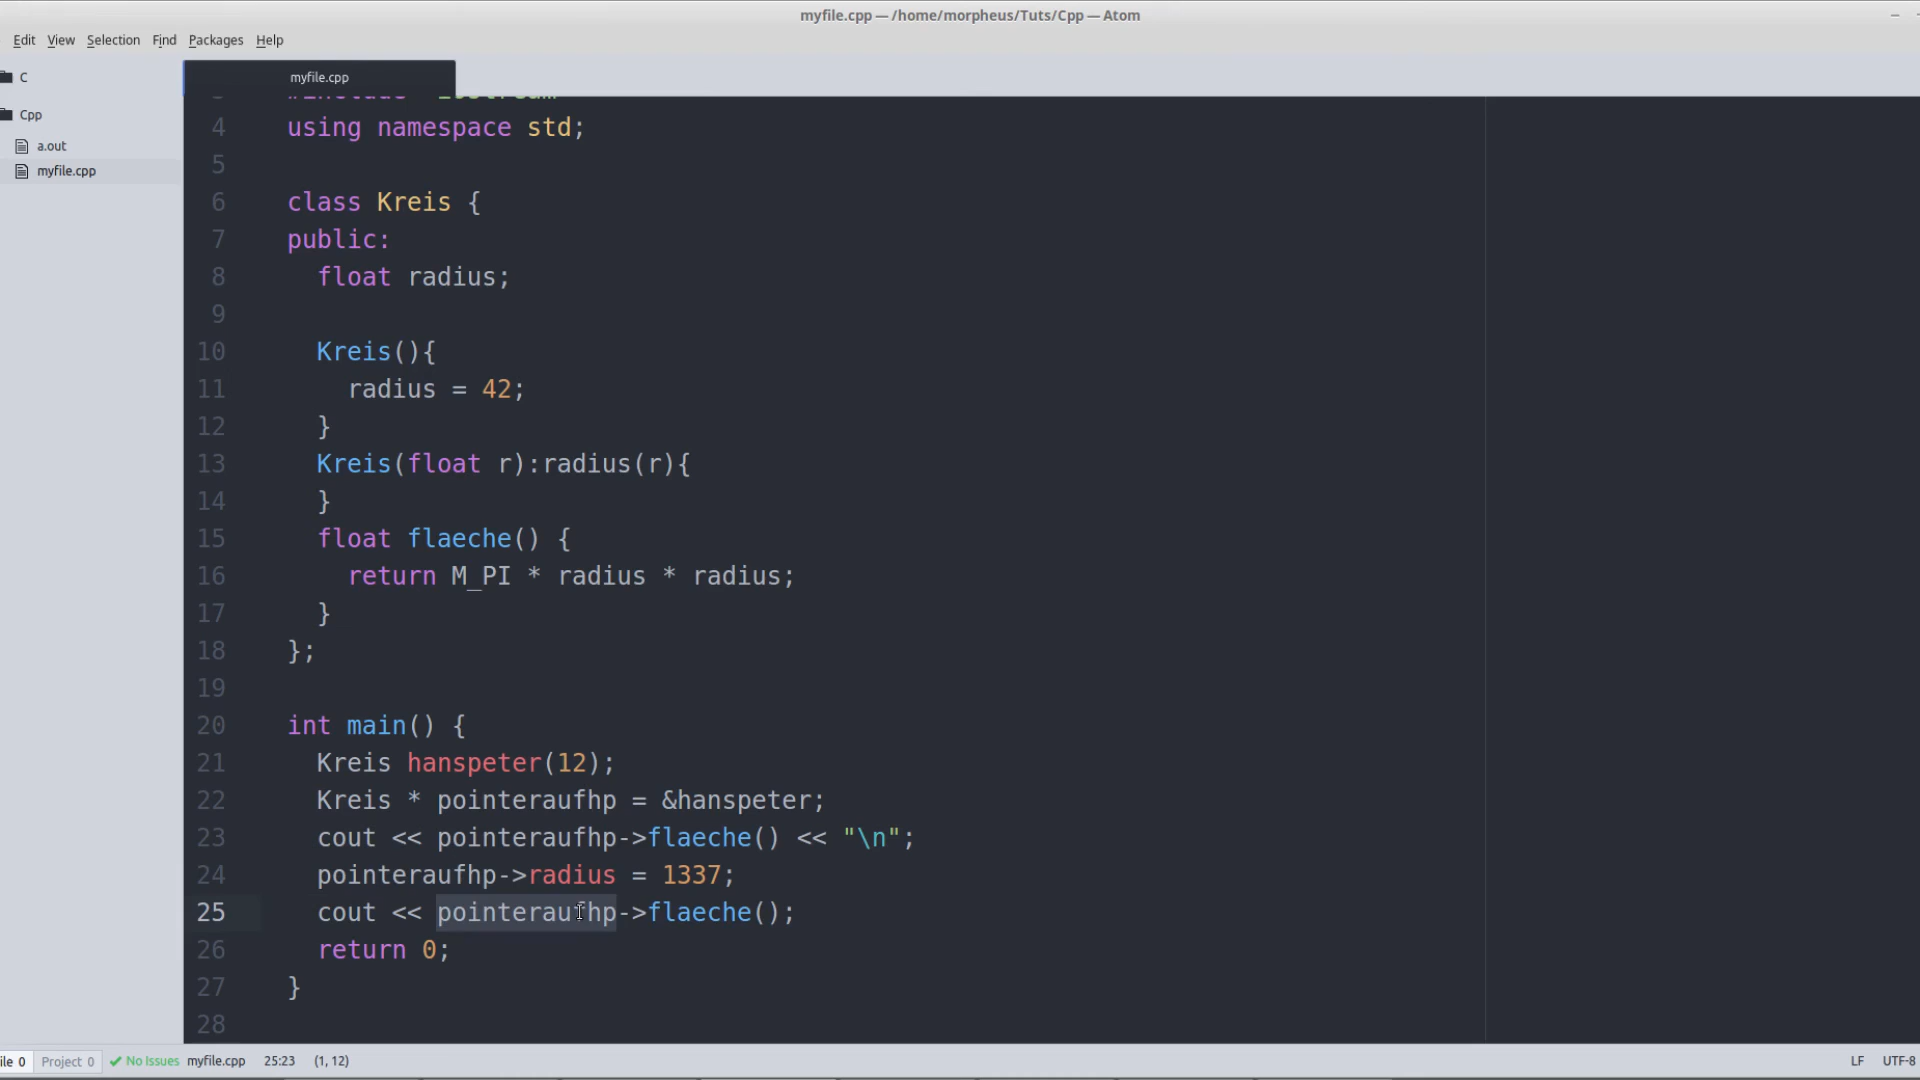 myfile.cpp — /home/morpheus/Tuts/Cpp — Atom
Edit View Selection Find Packages Help
C
Cpp
a.out
myfile.cpp
myfile.cpp
4 using namespace std;
5
6 class Kreis {
7 public:
8 float radius;
9
10 Kreis(){
11 radius = 42;
12 }
13 Kreis(float r):radius(r){
14 }
15 float flaeche() {
16 return M_PI * radius * radius;
17 }
18 };
19
20 int main() {
21 Kreis hanspeter(12);
22 Kreis * pointeraufhp = &hanspeter;
23 cout << pointeraufhp->flaeche() << "\n";
24 pointeraufhp->radius = 1337;
25 cout << pointeraufhp->flaeche();
26 return 0;
27 }
28
ile 0 Project 0 No Issues myfile.cpp 25:23 (1, 12) LF UTF-8